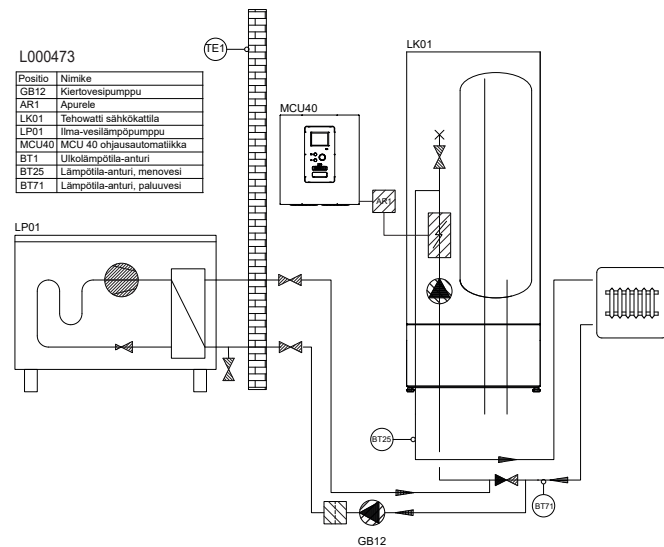 L000473
Positio Nimike
GB12 Kiertovesipumppu
AR1 Apurele
LK01 Tehowatti sähkökattila
LP01 Ilma-vesilämpöpumppu
MCU40 MCU 40 ohjausautomatiikka
BT1 Ulkolämpötila-anturi
BT25 Lämpötila-anturi, menovesi
BT71 Lämpötila-anturi, paluuvesi
TE1
LK01
MCU40
AR1
LP01
BT25
BT71
GB12